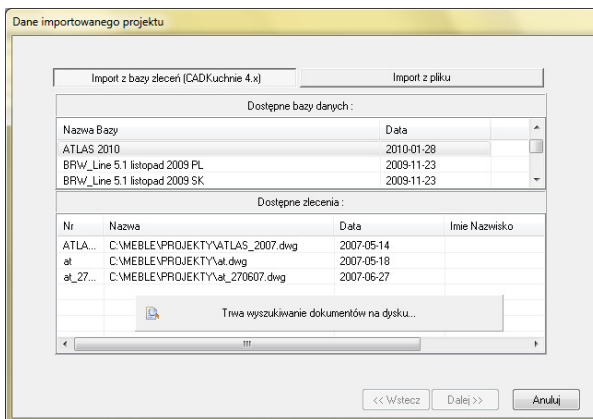 Dane importowanego projektu
Import z bazy zleceń (CADKuchnie 4.x) Import z pliku
Dostępne bazy danych :
Nazwa Bazy Data
ATLAS 2010 2010-01-28
BRW_Line 5.1 listopad 2009 PL 2009-11-23
BRW_Line 5.1 listopad 2009 SK 2009-11-23
Dostępne zlecenia :
Nr Nazwa Data Imie Nazwisko
ATLA... C:\MEBLE\PROJEKTY\ATLAS_2007.dwg 2007-05-14
at C:\MEBLE\PROJEKTY\at.dwg 2007-05-18
at_27... C:\MEBLE\PROJEKTY\at_270607.dwg 2007-06-27
Trwa wyszukiwanie dokumentów na dysku...
<< Wstecz Dalej >> Anuluj